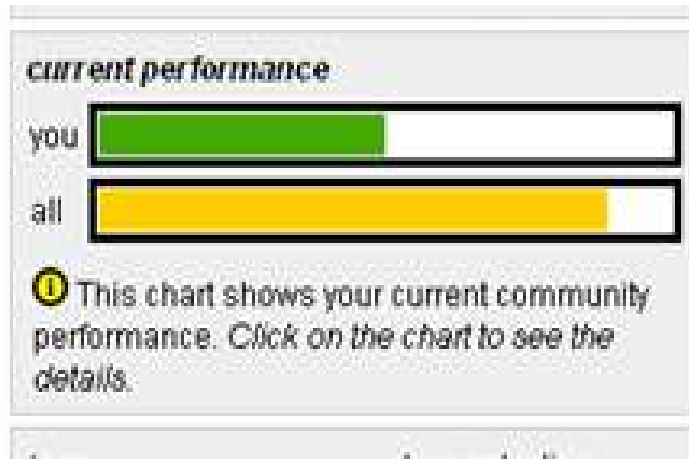 current performance
you
all
This chart shows your current community
performance. Click on the chart to see the
details.